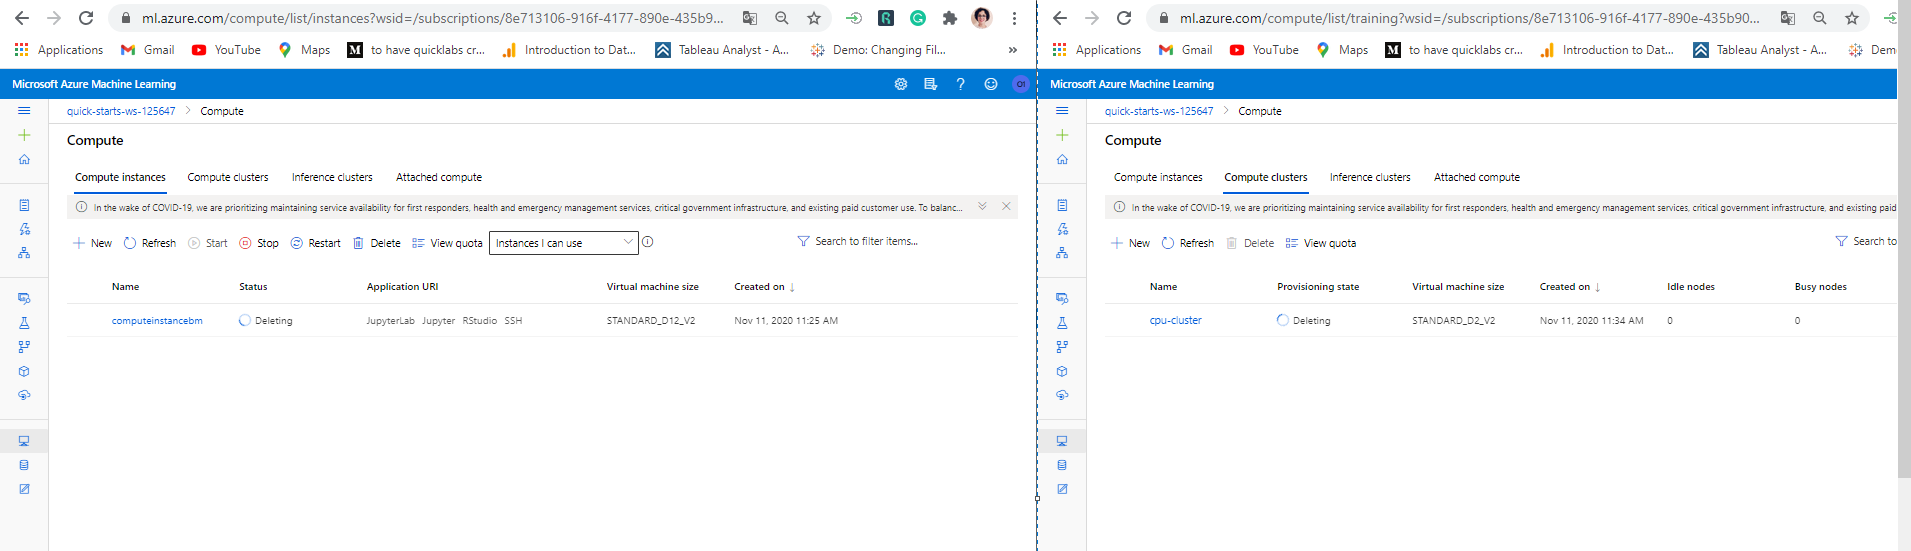 ml.azure.com/compute/list/instances?wsid=/subscriptions/8e713106-916f-4177-890e-435b9...
Applications Gmail YouTube Maps to have quicklabs cr... Introduction to Dat... Tableau Analyst - A... Demo: Changing Fil... »
Microsoft Azure Machine Learning
quick-starts-ws-125647 > Compute
Compute
Compute instances Compute clusters Inference clusters Attached compute
In the wake of COVID-19, we are prioritizing maintaining service availability for first responders, health and emergency management services, critical government infrastructure, and existing paid customer use. To balanc...
New Refresh Start Stop Restart Delete View quota Instances I can use Search to filter items...
Name Status Application URI Virtual machine size Created on ↓
computeinstancebm Deleting JupyterLab Jupyter RStudio SSH STANDARD_D12_V2 Nov 11, 2020 11:25 AM
ml.azure.com/compute/list/training?wsid=/subscriptions/8e713106-916f-4177-890e-435b90...
Applications Gmail YouTube Maps to have quicklabs cr... Introduction to Dat... Tableau Analyst - A... Dem
Microsoft Azure Machine Learning
quick-starts-ws-125647 > Compute
Compute
Compute instances Compute clusters Inference clusters Attached compute
In the wake of COVID-19, we are prioritizing maintaining service availability for first responders, health and emergency management services, critical government infrastructure, and existing paid
New Refresh Delete View quota Search to
Name Provisioning state Virtual machine size Created on ↓ Idle nodes Busy nodes
cpu-cluster Deleting STANDARD_D2_V2 Nov 11, 2020 11:34 AM 0 0